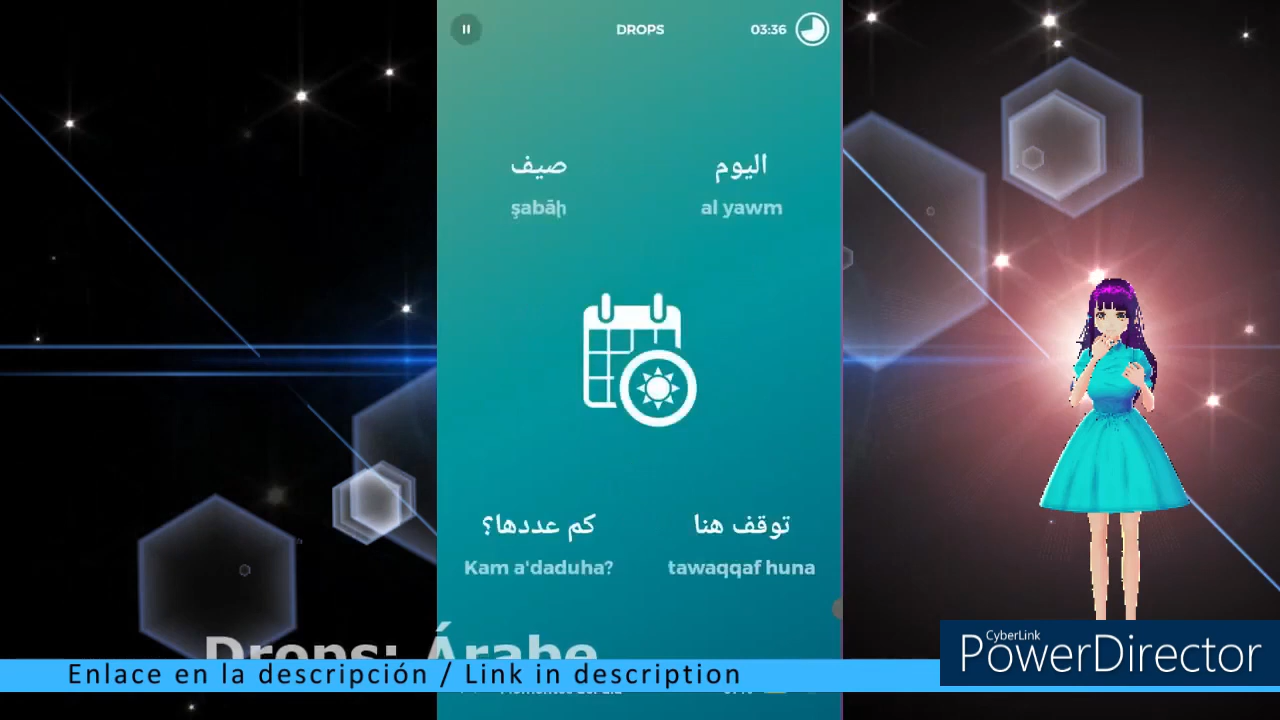 DROPS
03:36
صيف
اليوم
şabāḥ
al yawm
كم عددها؟
توقف هنا
Kam a'daduha?
tawaqqaf huna
Drops: Árabe
Enlace en la descripción / Link in description
CyberLink
PowerDirector